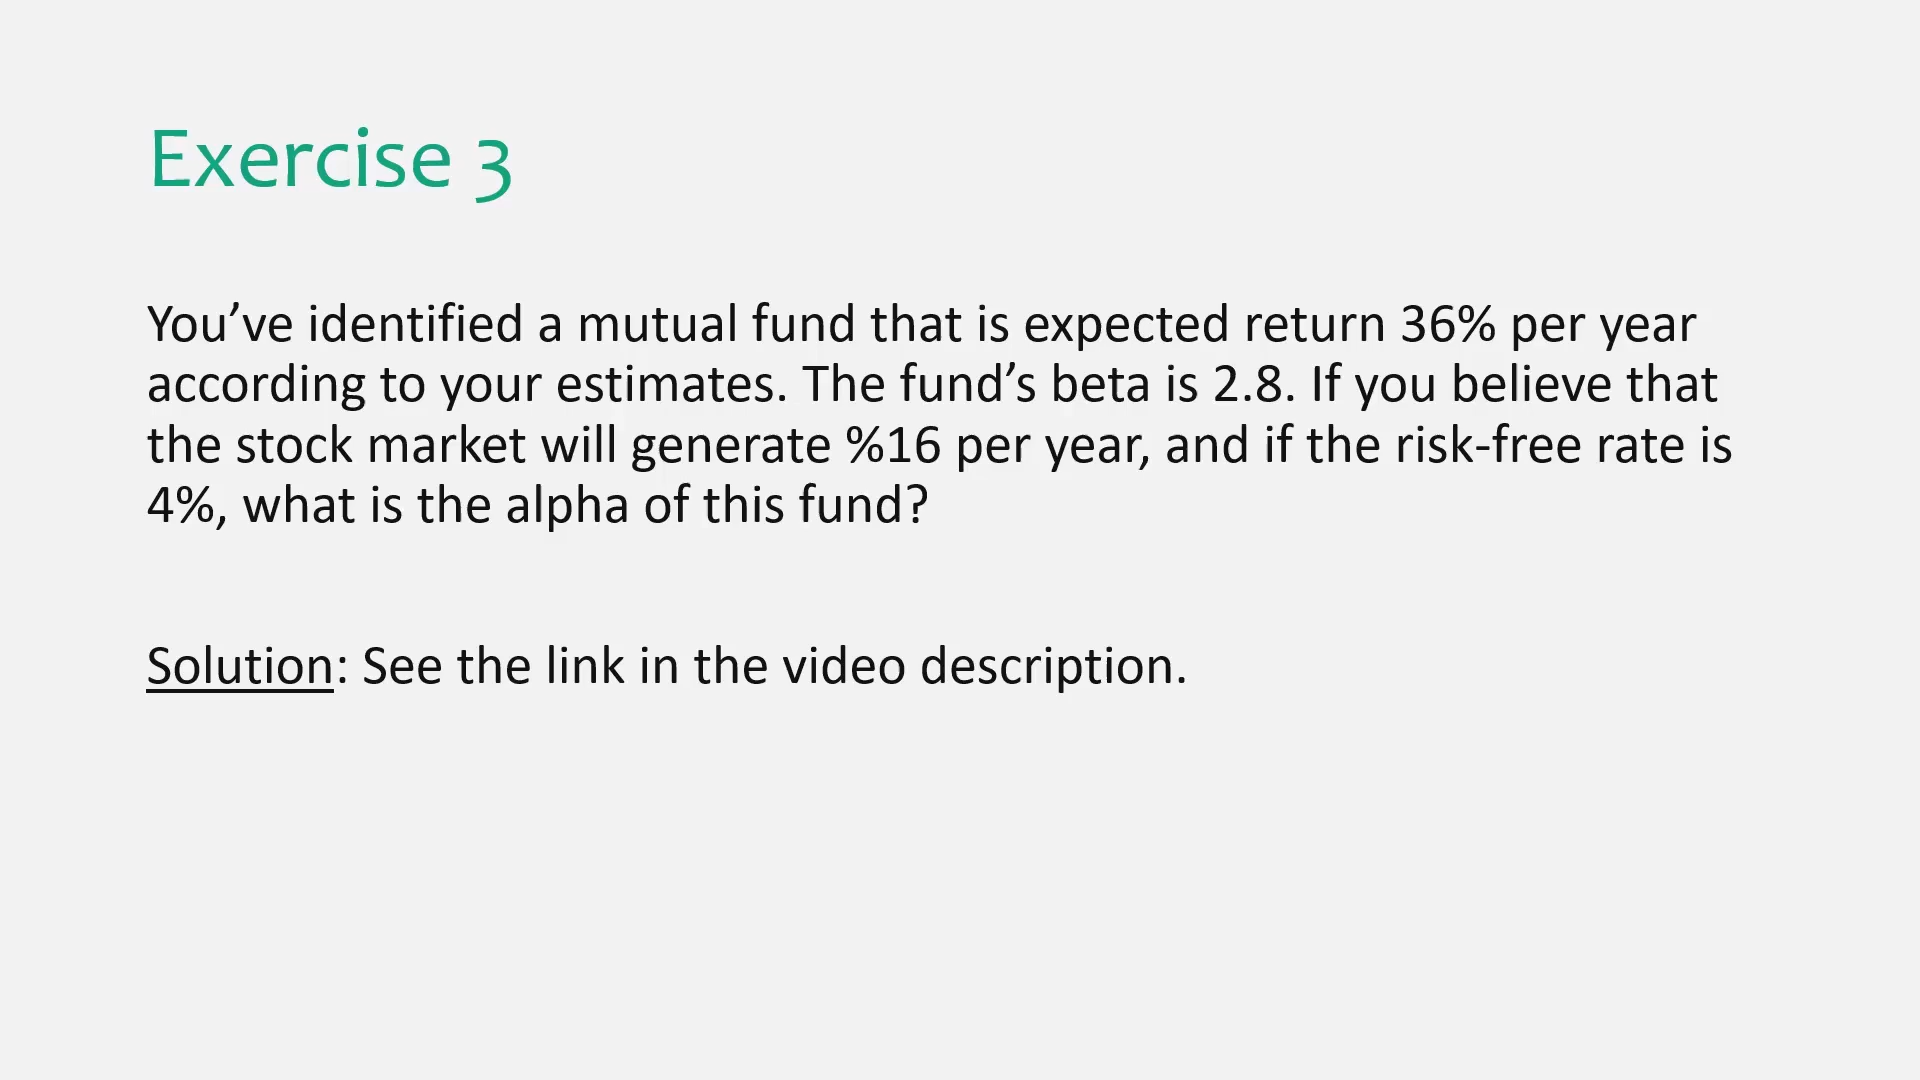 Exercise 3
You’ve identified a mutual fund that is expected return 36% per year
according to your estimates. The fund’s beta is 2.8. If you believe that
the stock market will generate %16 per year, and if the risk-free rate is
4%, what is the alpha of this fund?
Solution: See the link in the video description.